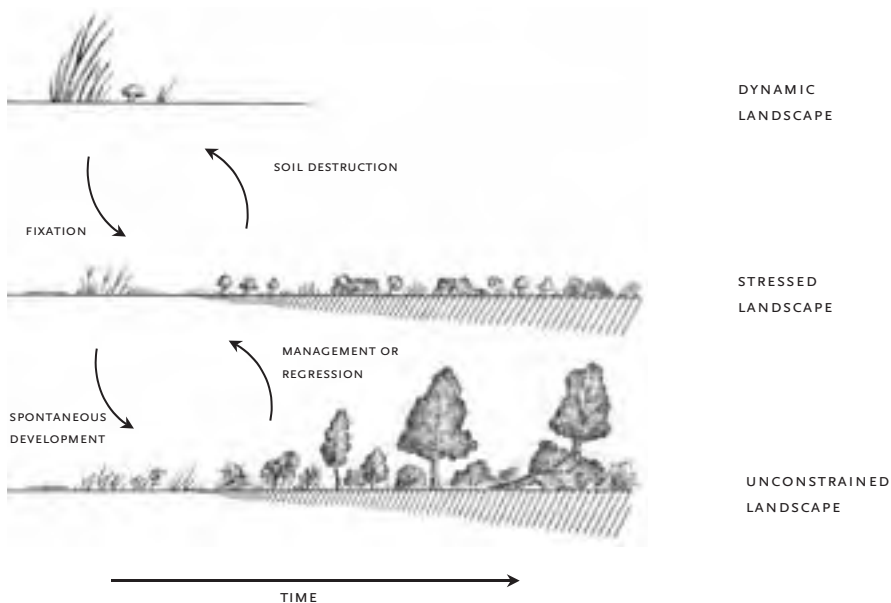 DYNAMIC
LANDSCAPE
SOIL DESTRUCTION
FIXATION
STRESSED
LANDSCAPE
MANAGEMENT OR
REGRESSION
SPONTANEOUS
DEVELOPMENT
UNCONSTRAINED
LANDSCAPE
TIME